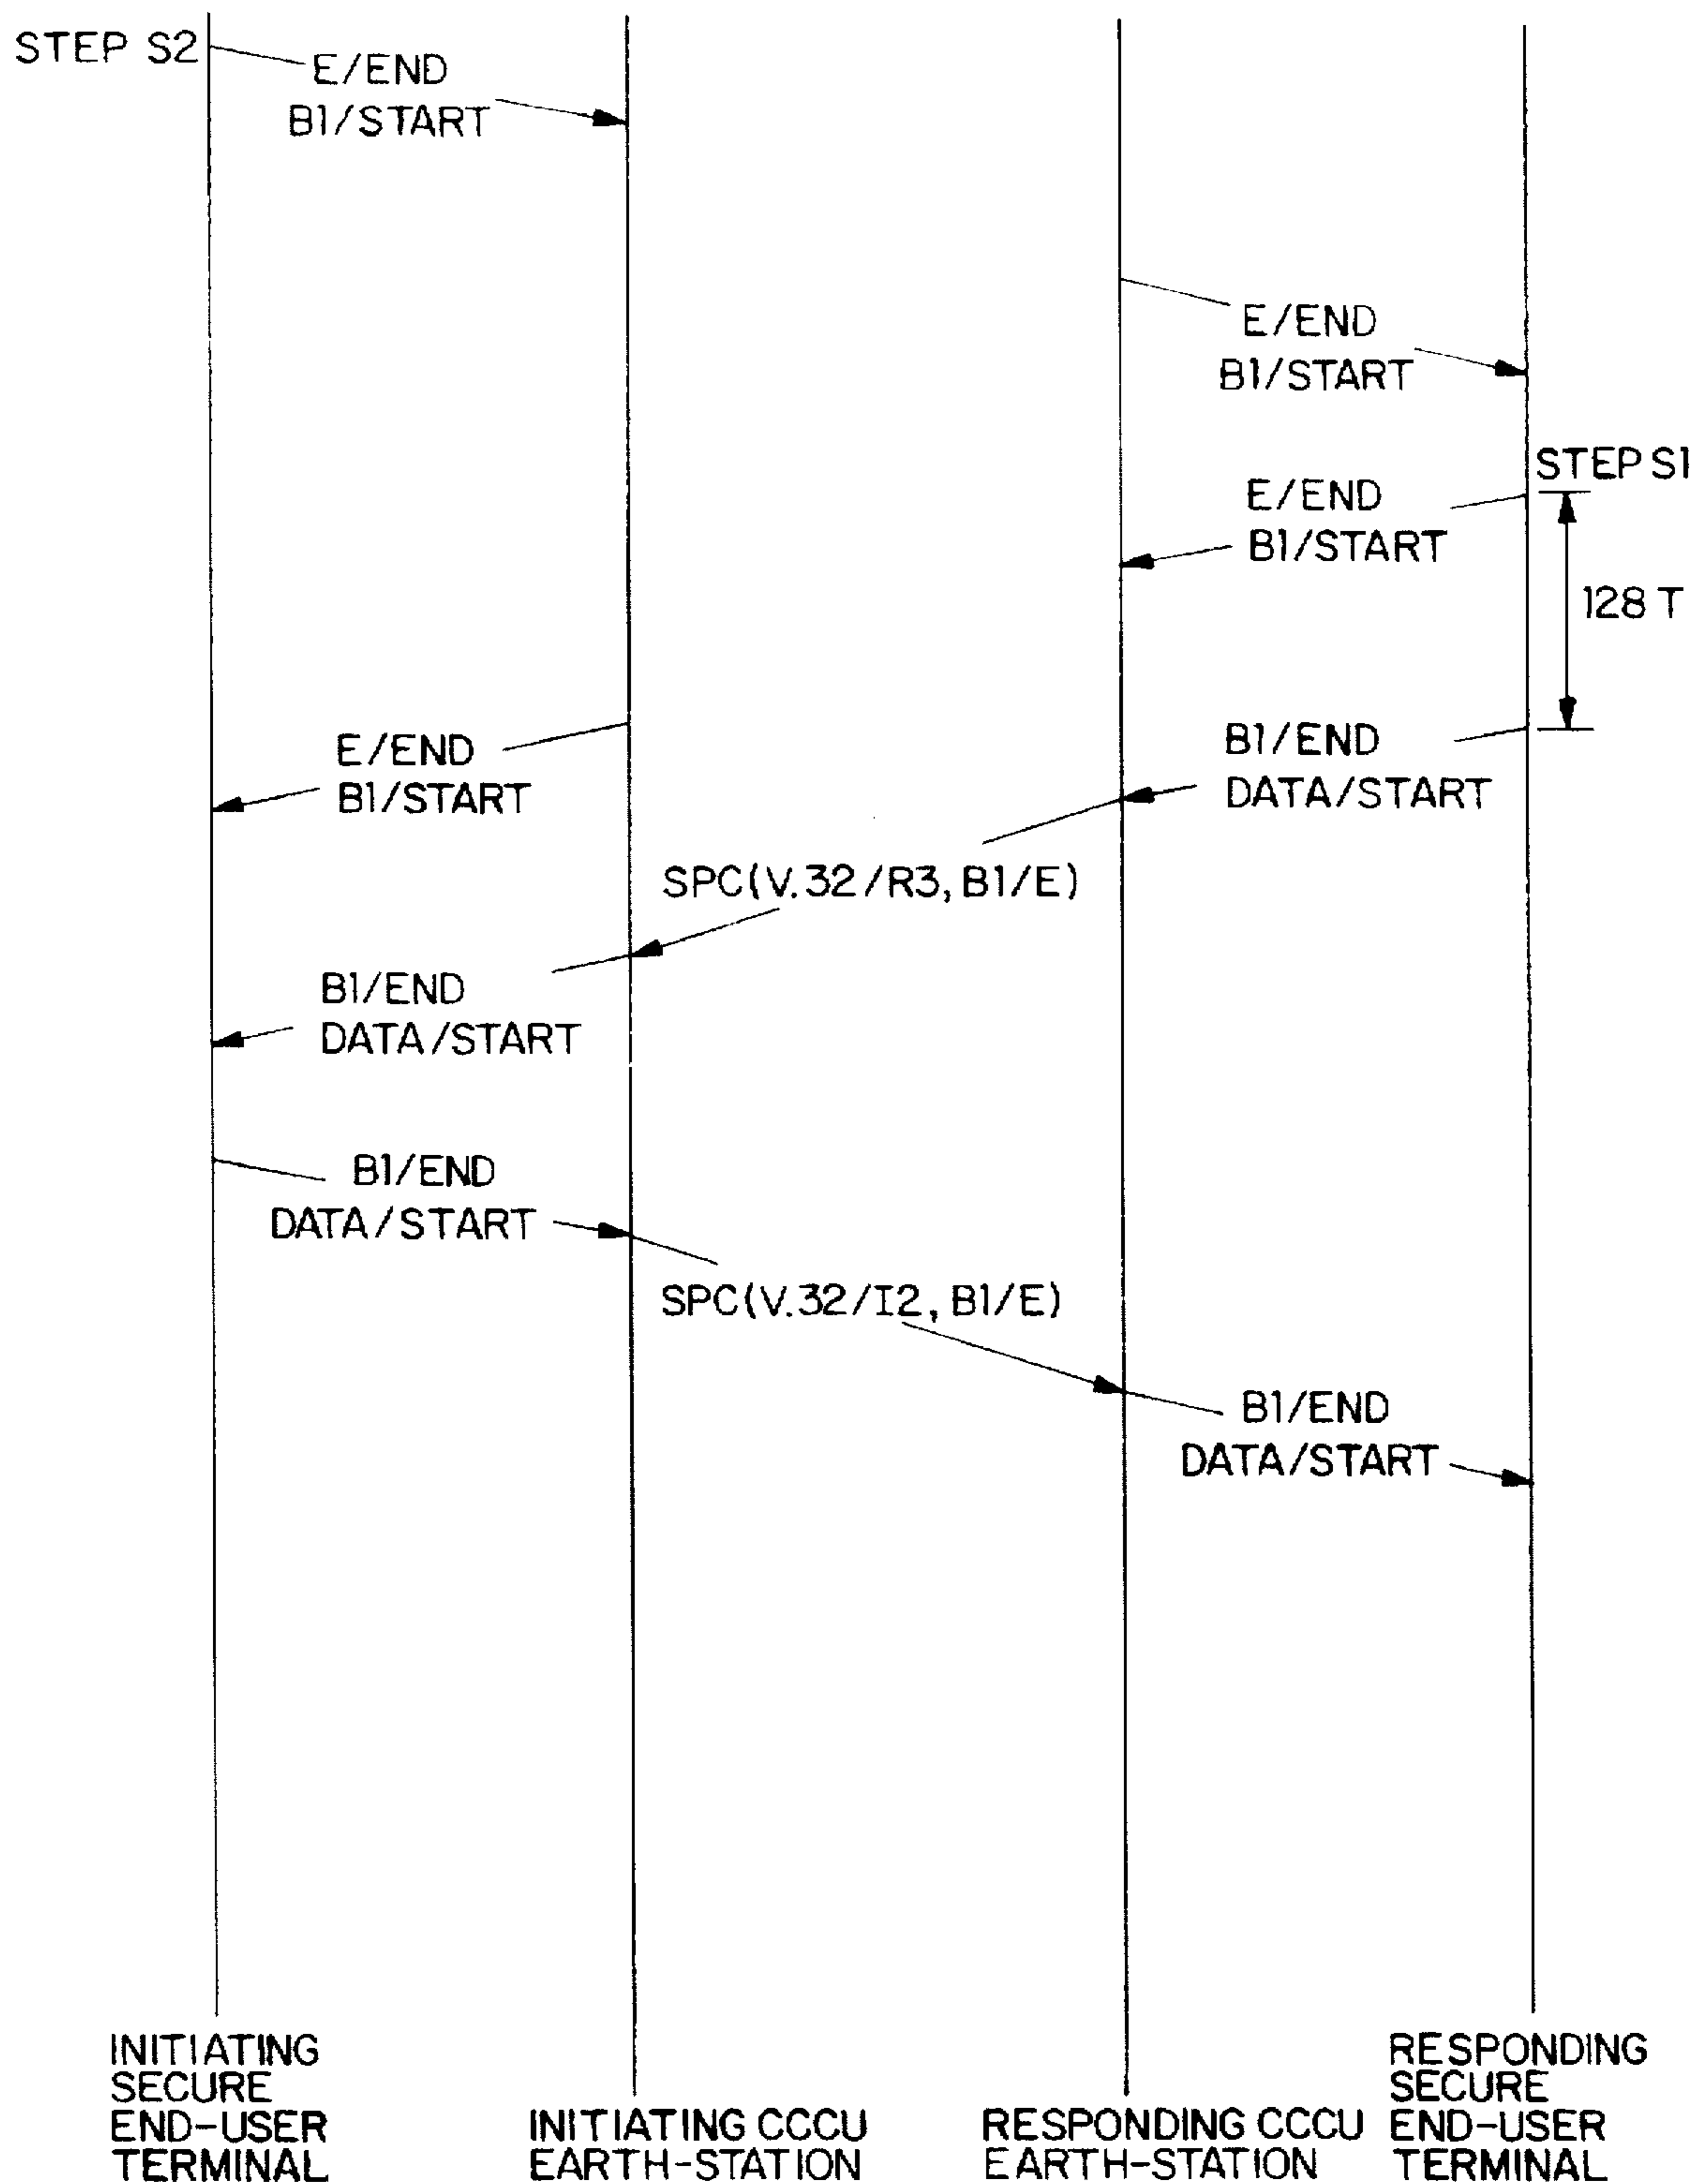 STEP S2
E/END
B1/START
E/END
B1/START
STEP S1
E/END
B1/START
128 T
E/END
B1/START
B1/END
DATA/START
SPC(V.32/R3, B1/E)
B1/END
DATA/START
B1/END
DATA/START
SPC(V.32/I2, B1/E)
B1/END
DATA/START
INITIATING
SECURE
END-USER
TERMINAL
INITIATING CCCU
EARTH-STATION
RESPONDING CCCU
EARTH-STATION
RESPONDING
SECURE
END-USER
TERMINAL